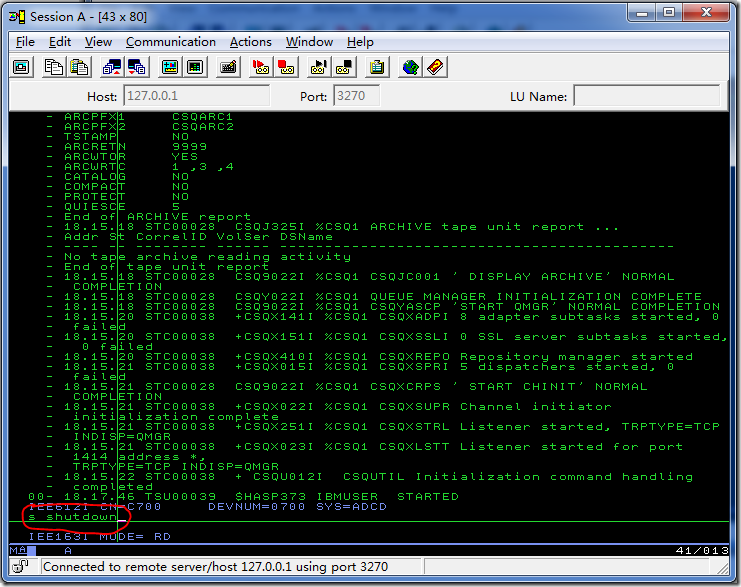 Session A - [43 x 80]
File Edit View Communication Actions Window Help
Host: 127.0.0.1 Port: 3270 LU Name:
- ARCPFX1 CSQARC1
- ARCPFX2 CSQARC2
- TSTAMP NO
- ARCRETN 9999
- ARCWTOR YES
- ARCWRTC 1 ,3 ,4
- CATALOG NO
- COMPACT NO
- PROTECT NO
- QUIESCE 5
- End of ARCHIVE report
- 18.15.18 STC00028 CSQJ325I %CSQ1 ARCHIVE tape unit report ...
- Addr St CorrelID VolSer DSName
- ---- -- -------- ------ --------------------------------------------
- No tape archive reading activity
- End of tape unit report
- 18.15.18 STC00028 CSQ9022I %CSQ1 CSQJC001 ' DISPLAY ARCHIVE' NORMAL
- COMPLETION
- 18.15.18 STC00028 CSQY022I %CSQ1 QUEUE MANAGER INITIALIZATION COMPLETE
- 18.15.18 STC00028 CSQ9022I %CSQ1 CSQYASCP 'START QMGR' NORMAL COMPLETION
- 18.15.20 STC00038 +CSQX141I %CSQ1 CSQXADPI 8 adapter subtasks started, 0
- failed
- 18.15.20 STC00038 +CSQX151I %CSQ1 CSQXSSLI 0 SSL server subtasks started,
- 0 failed
- 18.15.20 STC00038 +CSQX410I %CSQ1 CSQXREPO Repository manager started
- 18.15.21 STC00038 +CSQX015I %CSQ1 CSQXSPRI 5 dispatchers started, 0
- failed
- 18.15.21 STC00028 CSQ9022I %CSQ1 CSQXCRPS ' START CHINIT' NORMAL
- COMPLETION
- 18.15.21 STC00038 +CSQX022I %CSQ1 CSQXSUPR Channel initiator
- initialization complete
- 18.15.21 STC00038 +CSQX251I %CSQ1 CSQXSTRL Listener started, TRPTYPE=TCP
- INDISP=QMGR
- 18.15.21 STC00038 +CSQX023I %CSQ1 CSQXLSTT Listener started for port
- 1414 address *,
- TRPTYPE=TCP INDISP=QMGR
- 18.15.22 STC00038 + CSQU012I CSQUTIL Initialization command handling
- completed
00- 18.17.46 TSU00039 $HASP373 IBMUSER STARTED
IEE612I CN=C700 DEVNUM=0700 SYS=ADCD
s shutdown_
IEE163I MODE= RD
MA A 41/013
Connected to remote server/host 127.0.0.1 using port 3270